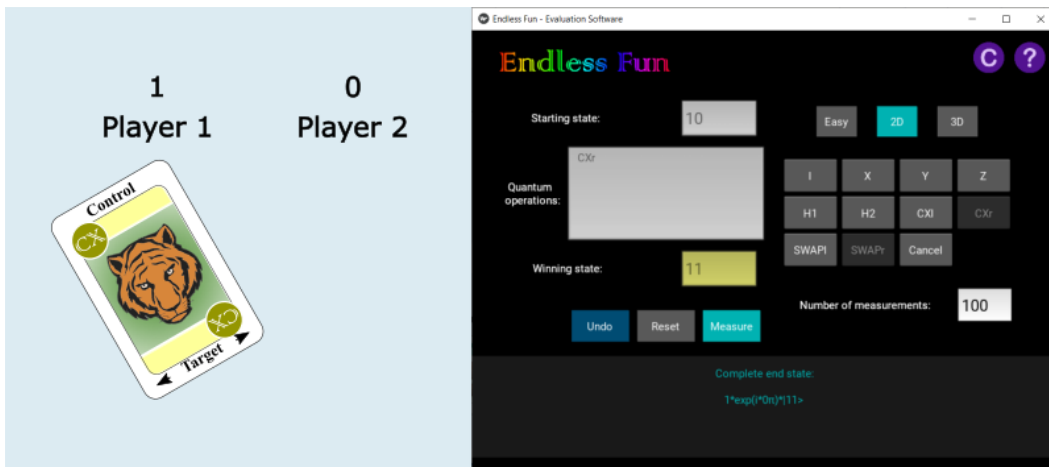 1 0
Player 1 Player 2
Control
CX
CX
Target
Endless Fun - Evaluation Software
Endless Fun
C ?
Starting state: 10
Easy 2D 3D
Quantum operations: CXr
I X Y Z
H1 H2 CXl CXr
SWAPl SWAPr Cancel
Winning state: 11
Number of measurements: 100
Undo Reset Measure
Complete end state:
1*exp(i*0π)*|11>